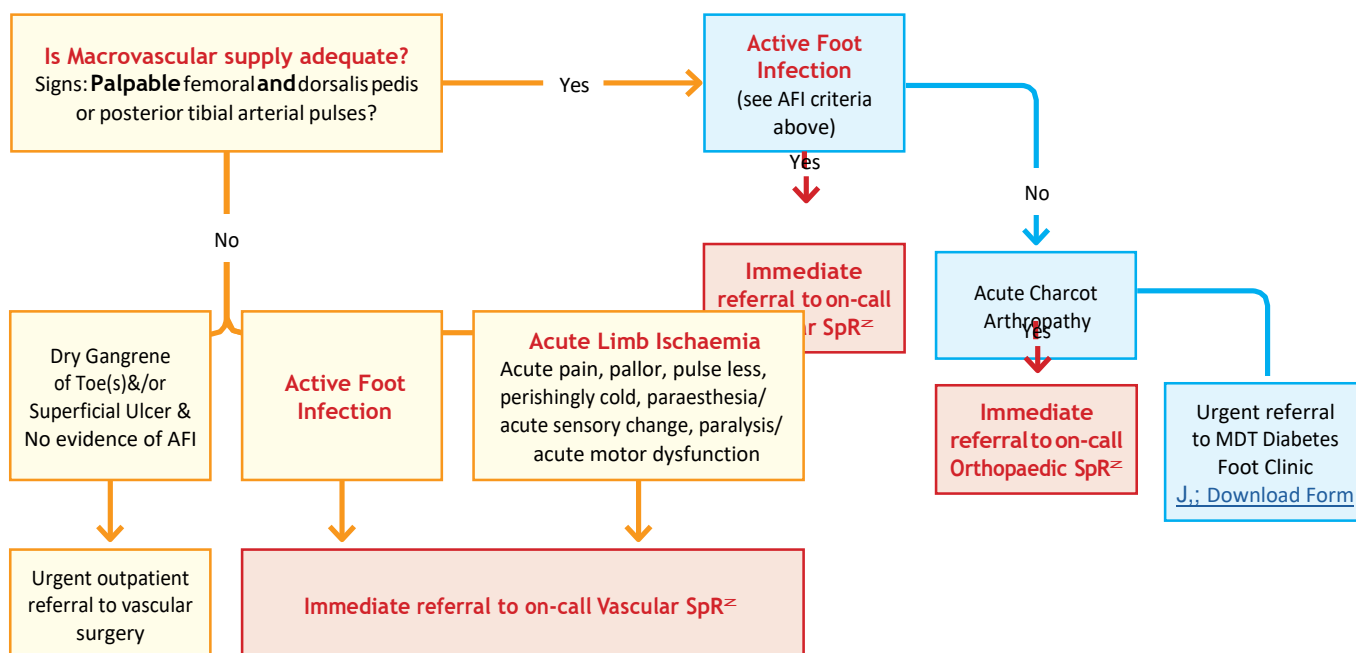 Is Macrovascular supply adequate?
Signs: Palpable femoral and dorsalis pedis
or posterior tibial arterial pulses?
Yes
Active Foot
Infection
(see AFI criteria
above)
Yes
No
No
Immediate
referral to on-call
SpRᶻ
Acute Charcot
Arthropathy
Yes
Dry Gangrene
of Toe(s)&/or
Superficial Ulcer &
No evidence of AFI
Active Foot
Infection
Acute Limb Ischaemia
Acute pain, pallor, pulse less,
perishingly cold, paraesthesia/
acute sensory change, paralysis/
acute motor dysfunction
Immediate
referral to on-call
Orthopaedic SpRᶻ
Urgent referral
to MDT Diabetes
Foot Clinic
J,; Download Form
Urgent outpatient
referral to vascular
surgery
Immediate referral to on-call Vascular SpRᶻ